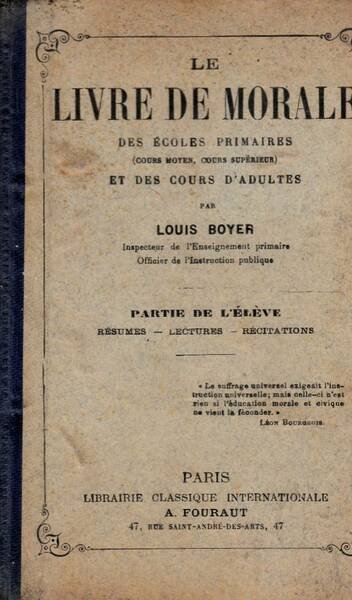 LE
LIVRE DE MORALE
DES ÉCOLES PRIMAIRES
(COURS MOYEN, COURS SUPÉRIEUR)
ET DES COURS D'ADULTES
PAR
LOUIS BOYER
Inspecteur de l'Enseignement primaire
Officier de l'Instruction publique
PARTIE DE L'ÉLÈVE
RÉSUMÉS — LECTURES — RÉCITATIONS
« Le suffrage universel exigeait l'ins-
truction universelle; mais celle-ci n'est
rien si l'éducation morale et civique
ne vient la féconder. »
LÉON BOURGEOIS.
PARIS
LIBRAIRIE CLASSIQUE INTERNATIONALE
A. FOURAUT
47, RUE SAINT-ANDRÉ-DES-ARTS, 47